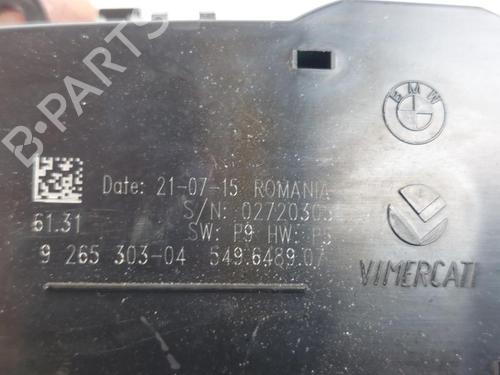 BMW
Date: 21-07-15 ROMANIA
S/N: 02720303
61.31
SW: P9 HW: P5
9 265 303-04 549.6489.07
VIMERCATI
B-PARTS